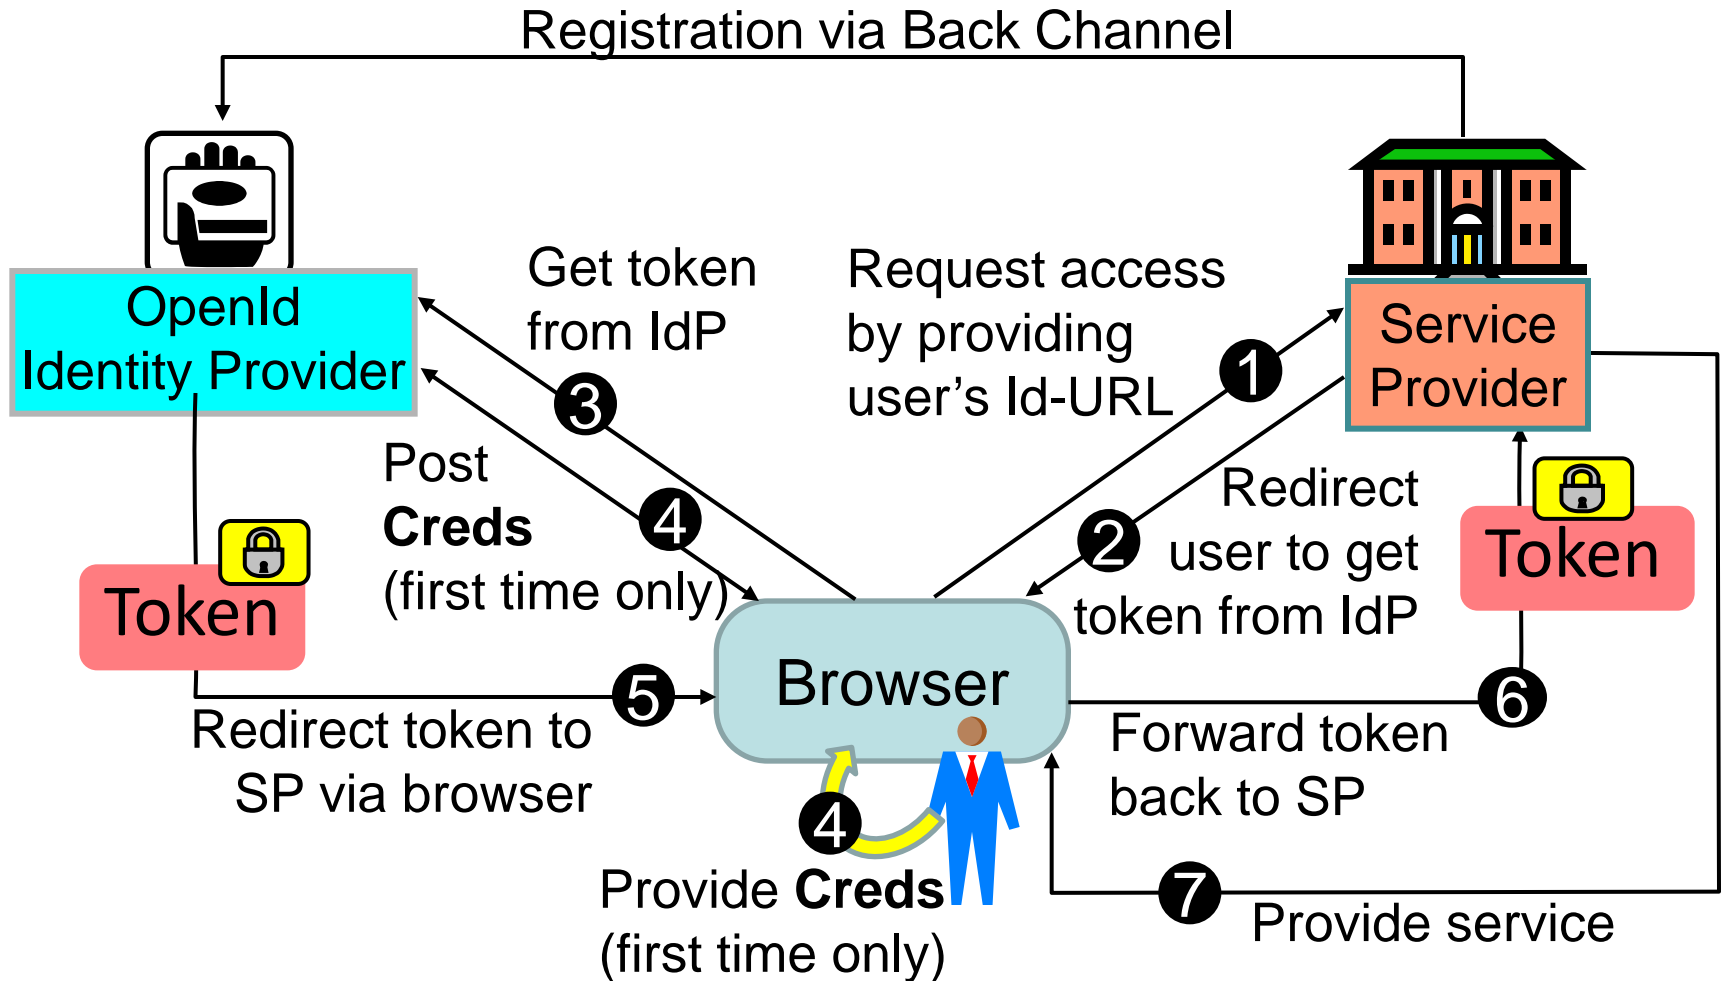 Registration via Back Channel
OpenId
Identity Provider
Get token
from IdP
Request access
by providing
user's Id-URL
Service
Provider
1
3
2
4
Post
Creds
(first time only)
Redirect
user to get
token from IdP
Token
Token
Browser
5
6
Redirect token to
SP via browser
Forward token
back to SP
4
Provide Creds
(first time only)
7
Provide service